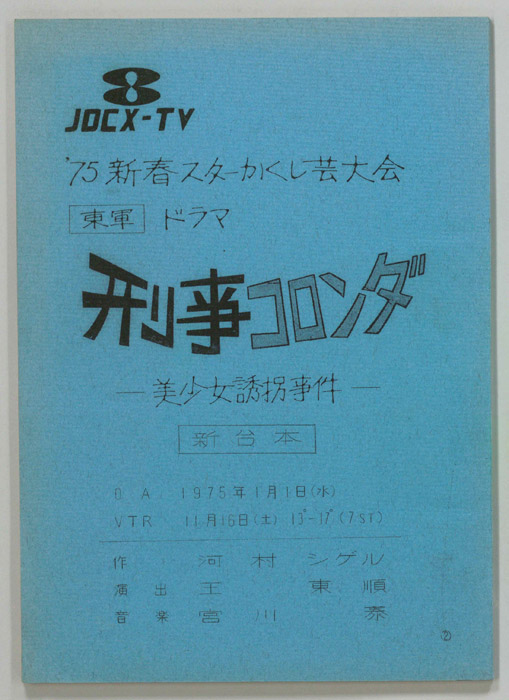 8
JOCX-TV
'75 新春スターかくし芸大会
東軍 ドラマ
刑事コロンダ
—美少女誘拐事件—
新台本
O.A. 1975年1月1日(水)
VTR 11月16日(土) 13°-17°(7ST)
作 河村シゲル
演出 王東順
音楽 宮川泰
②